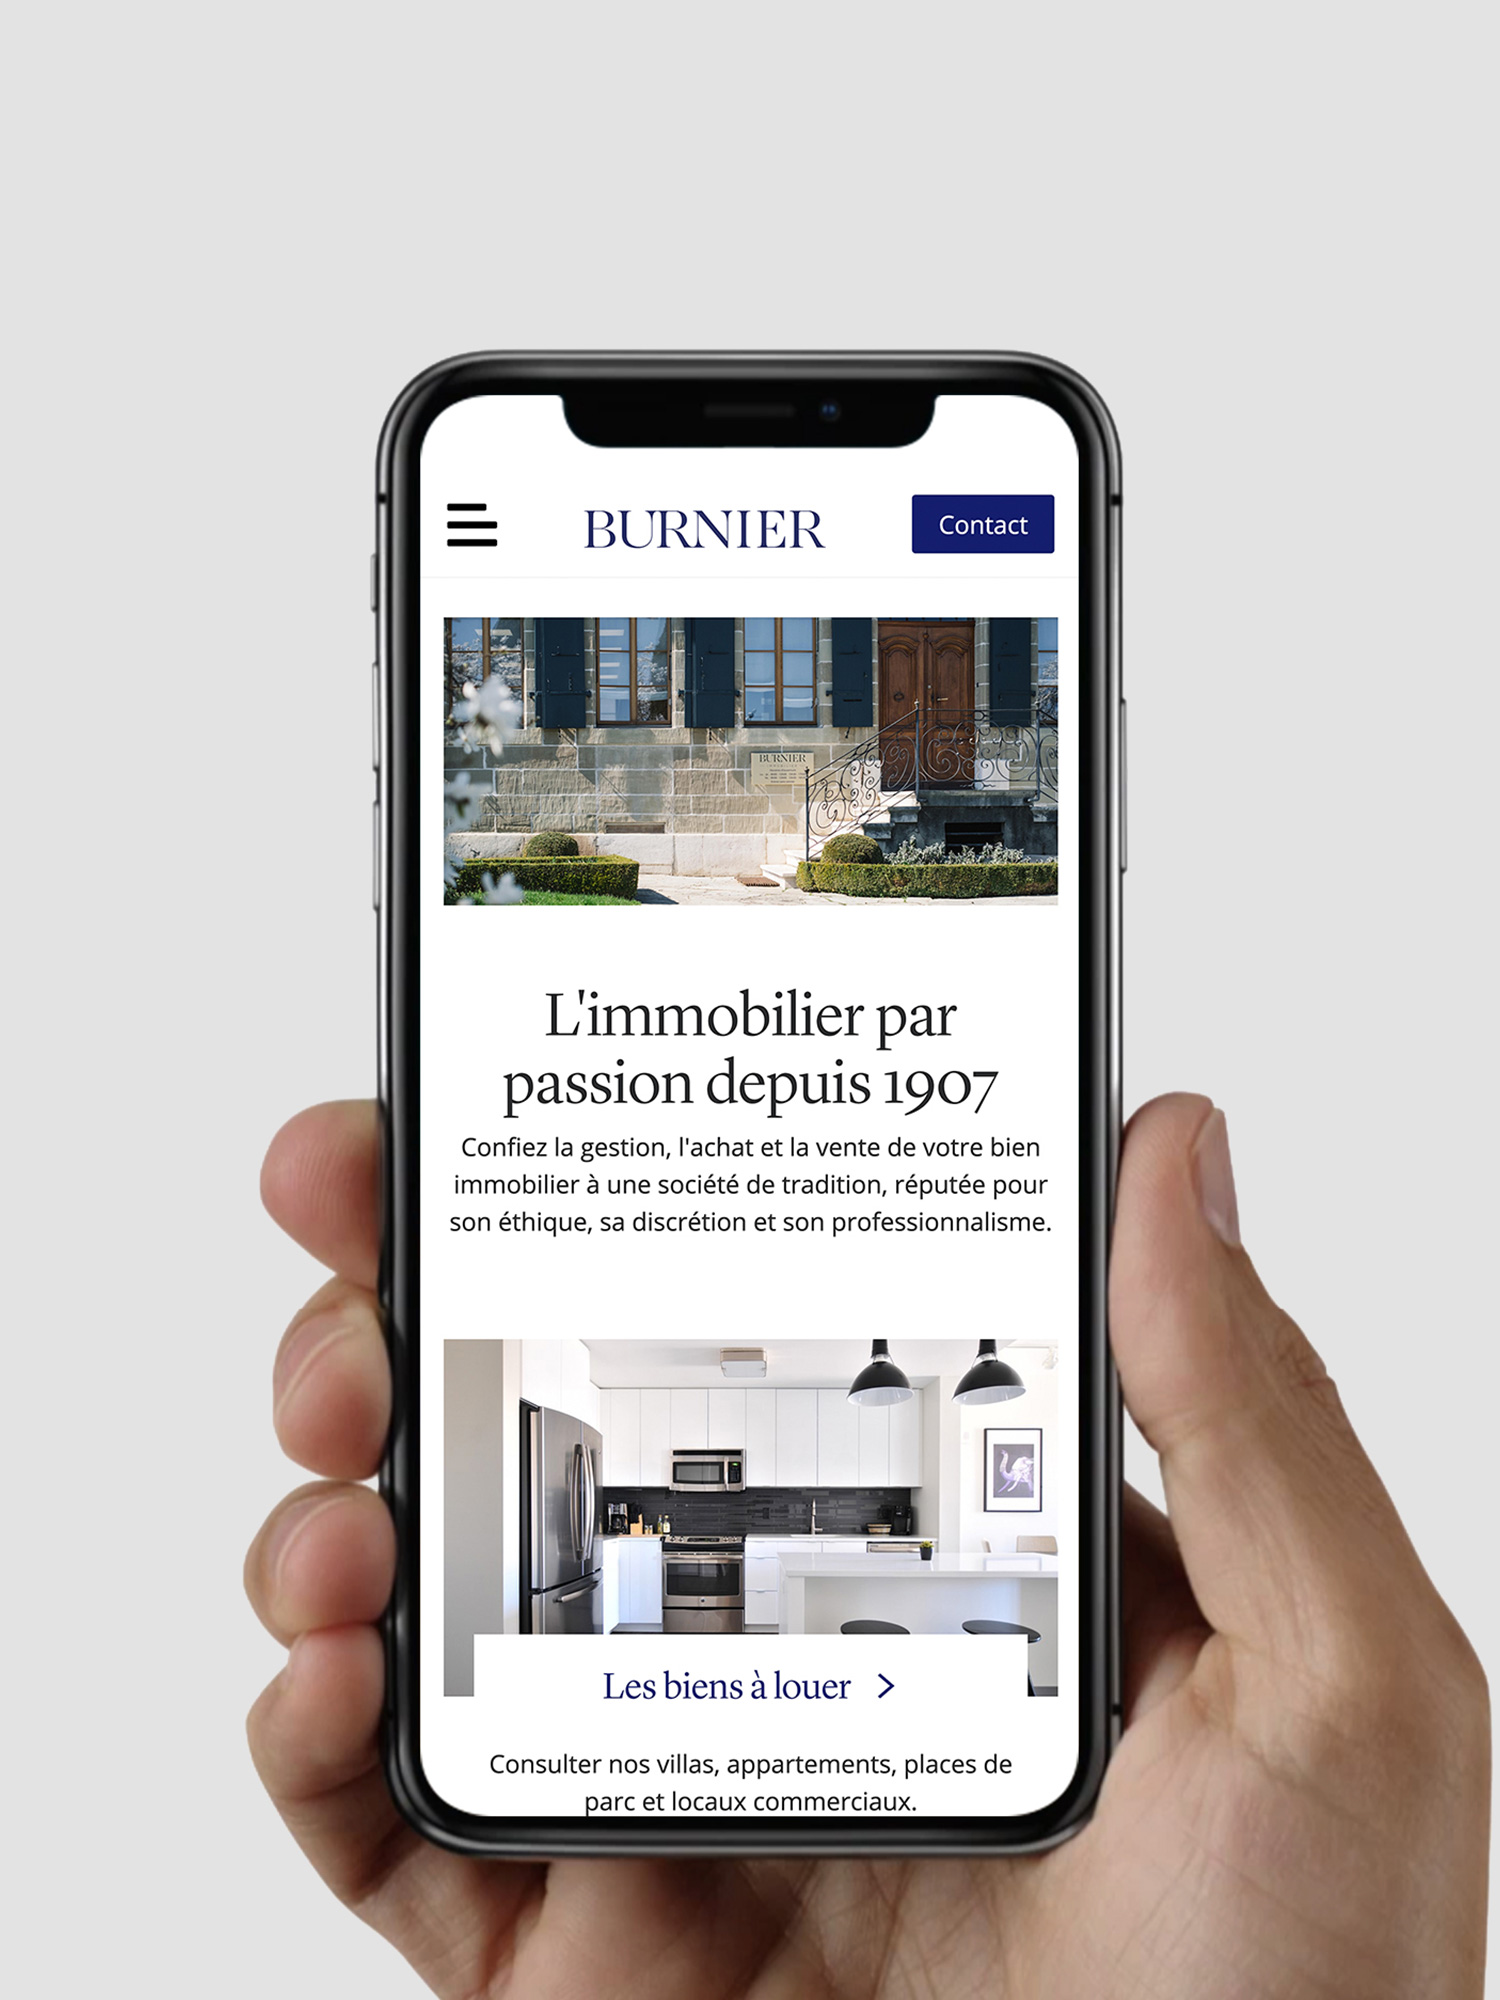 BURNIER
Contact
BURNIER
L'immobilier par
passion depuis 1907
Confiez la gestion, l'achat et la vente de votre bien
immobilier à une société de tradition, réputée pour
son éthique, sa discrétion et son professionnalisme.
Les biens à louer
Consulter nos villas, appartements, places de
parc et locaux commerciaux.